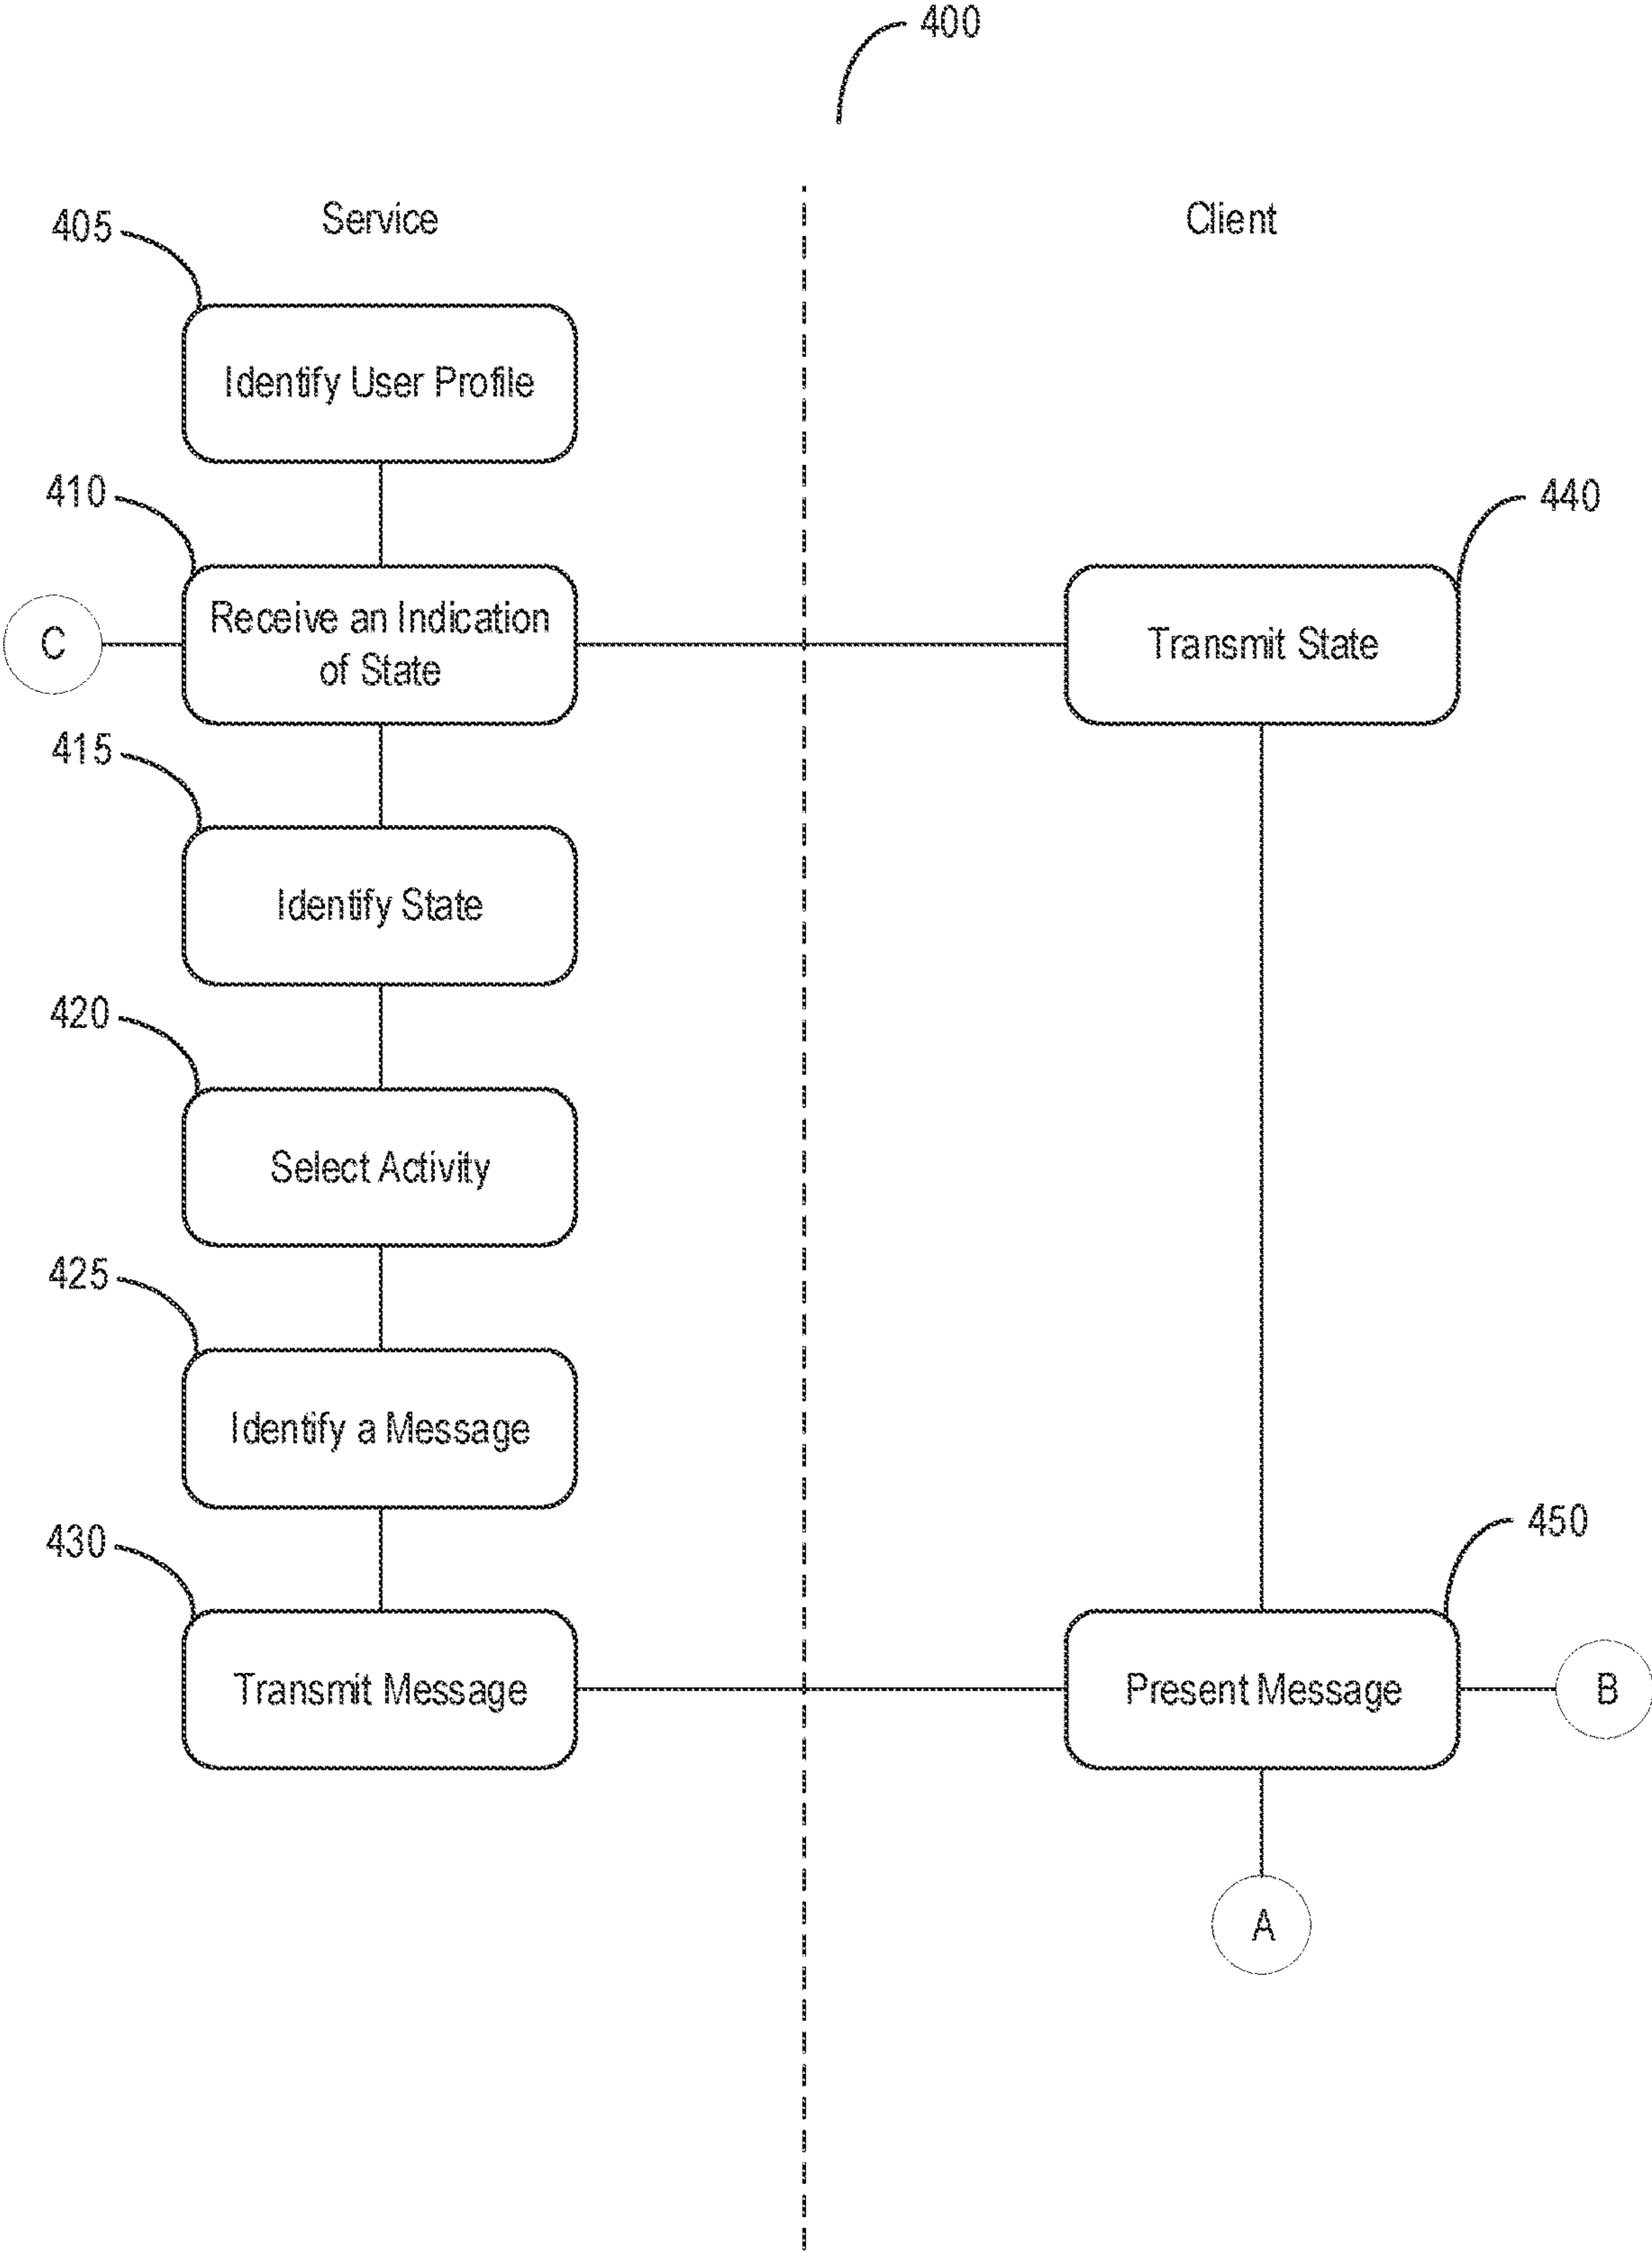 400
Service
Client
405
Identify User Profile
410
440
C
Receive an Indication
of State
Transmit State
415
Identify State
420
Select Activity
425
Identify a Message
430
450
Transmit Message
Present Message
B
A